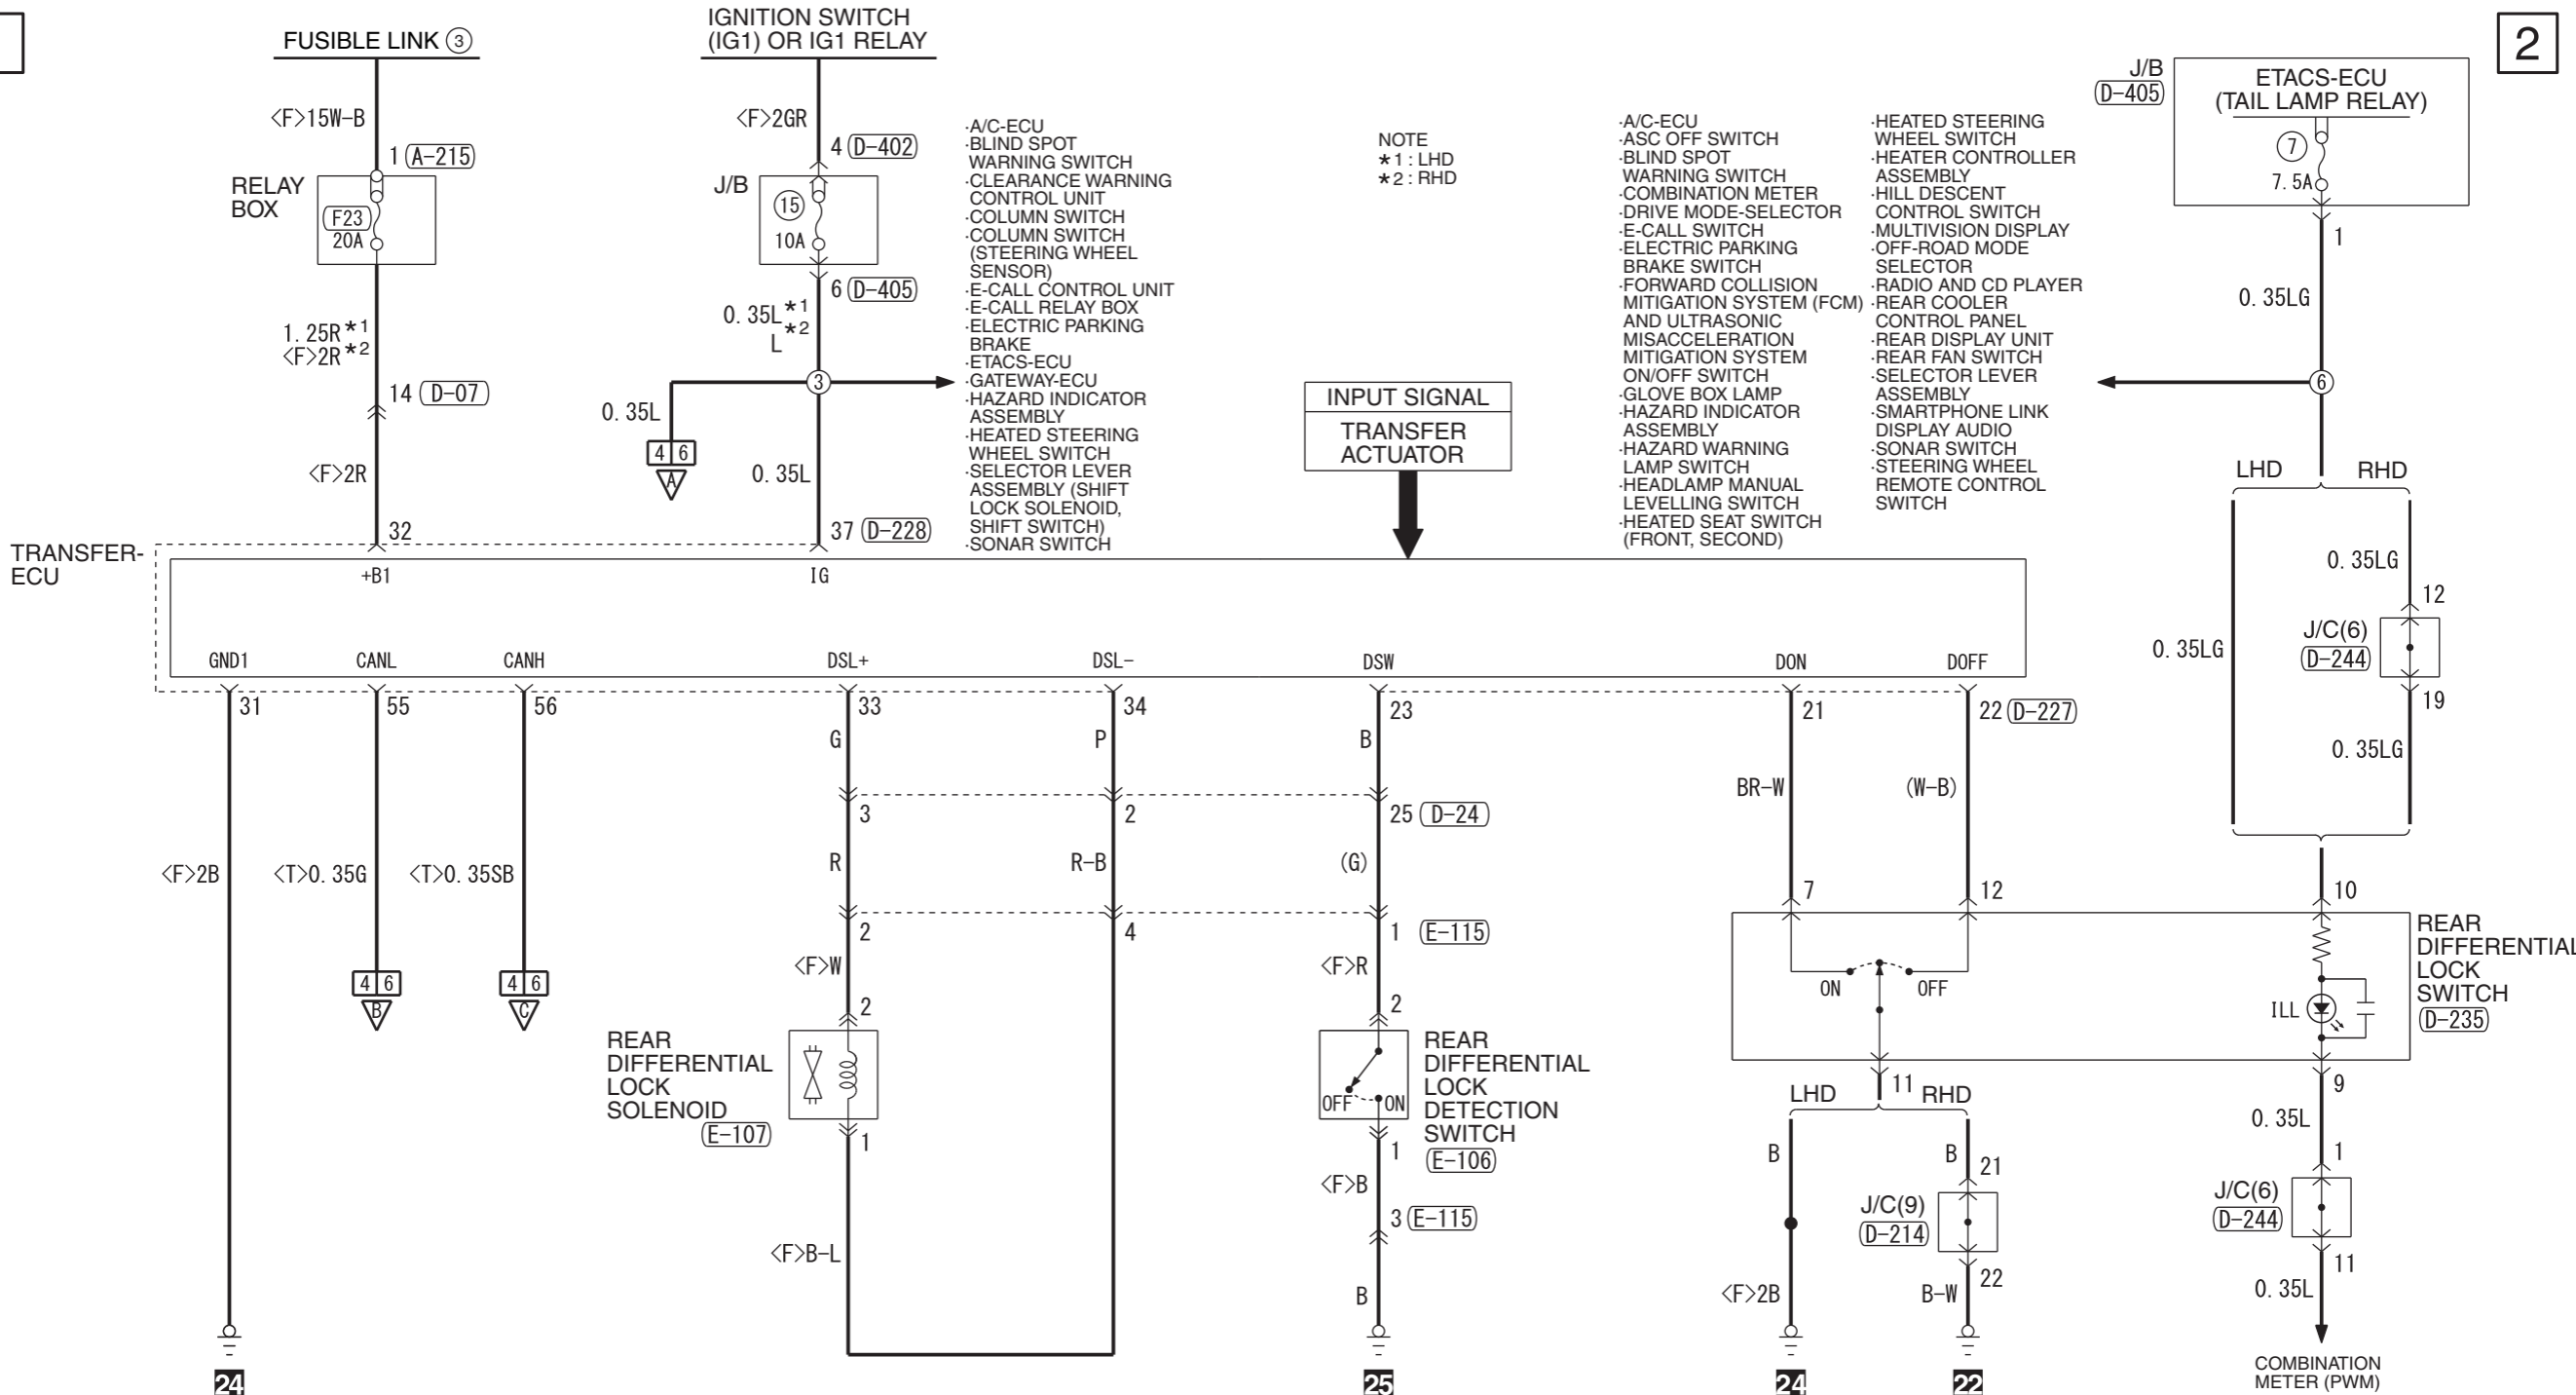 FUSIBLE LINK ③
<F>15W-B
1 (A-215)
RELAY
BOX
F23
20A
1.25R*1
<F>2R*2
14 (D-07)
<F>2R
32
IGNITION SWITCH
(IG1) OR IG1 RELAY
<F>2GR
4 (D-402)
J/B
15
10A
6 (D-405)
0.35L*1
L*2
3
0.35L
4 6
A
0.35L
37 (D-228)
·A/C-ECU
·BLIND SPOT
WARNING SWITCH
·CLEARANCE WARNING
CONTROL UNIT
·COLUMN SWITCH
·COLUMN SWITCH
(STEERING WHEEL
SENSOR)
·E-CALL CONTROL UNIT
·E-CALL RELAY BOX
·ELECTRIC PARKING
BRAKE
·ETACS-ECU
·GATEWAY-ECU
·HAZARD INDICATOR
ASSEMBLY
·HEATED STEERING
WHEEL SWITCH
·SELECTOR LEVER
ASSEMBLY (SHIFT
LOCK SOLENOID,
SHIFT SWITCH)
·SONAR SWITCH
NOTE
*1 : LHD
*2 : RHD
INPUT SIGNAL
TRANSFER
ACTUATOR
·A/C-ECU
·ASC OFF SWITCH
·BLIND SPOT
WARNING SWITCH
·COMBINATION METER
·DRIVE MODE-SELECTOR
·E-CALL SWITCH
·ELECTRIC PARKING
BRAKE SWITCH
·FORWARD COLLISION
MITIGATION SYSTEM (FCM)
AND ULTRASONIC
MISACCELERATION
MITIGATION SYSTEM
ON/OFF SWITCH
·GLOVE BOX LAMP
·HAZARD INDICATOR
ASSEMBLY
·HAZARD WARNING
LAMP SWITCH
·HEADLAMP MANUAL
LEVELLING SWITCH
·HEATED SEAT SWITCH
(FRONT, SECOND)
·HEATED STEERING
WHEEL SWITCH
·HEATER CONTROLLER
ASSEMBLY
·HILL DESCENT
CONTROL SWITCH
·MULTIVISION DISPLAY
·OFF-ROAD MODE
SELECTOR
·RADIO AND CD PLAYER
·REAR COOLER
CONTROL PANEL
·REAR DISPLAY UNIT
·REAR FAN SWITCH
·SELECTOR LEVER
ASSEMBLY
·SMARTPHONE LINK
DISPLAY AUDIO
·SONAR SWITCH
·STEERING WHEEL
REMOTE CONTROL
SWITCH
2
J/B
(D-405)
ETACS-ECU
(TAIL LAMP RELAY)
7
7.5A
1
0.35LG
6
LHD RHD
0.35LG
0.35LG
12
J/C(6)
(D-244)
19
0.35LG
TRANSFER-
ECU
+B1 IG
GND1 CANL CANH DSL+ DSL- DSW DON DOFF
31 55 56 33 34 23 21 22 (D-227)
G P B
BR-W (W-B)
3 2 25 (D-24)
<F>2B <T>0.35G <T>0.35SB R R-B (G)
2 4 1 (E-115)
7 12 10
<F>W <F>R
4 6
B
4 6
C
2 2
REAR
DIFFERENTIAL
LOCK
SOLENOID
(E-107)
1
<F>B-L
OFF ON
REAR
DIFFERENTIAL
LOCK
DETECTION
SWITCH
(E-106)
1
<F>B
3 (E-115)
B
ON OFF
ILL
REAR
DIFFERENTIAL
LOCK
SWITCH
(D-235)
11
LHD RHD
B
<F>2B
B
21
J/C(9)
(D-214)
22
B-W
9
0.35L
1
J/C(6)
(D-244)
11
0.35L
COMBINATION
METER (PWM)
24 25 24 22